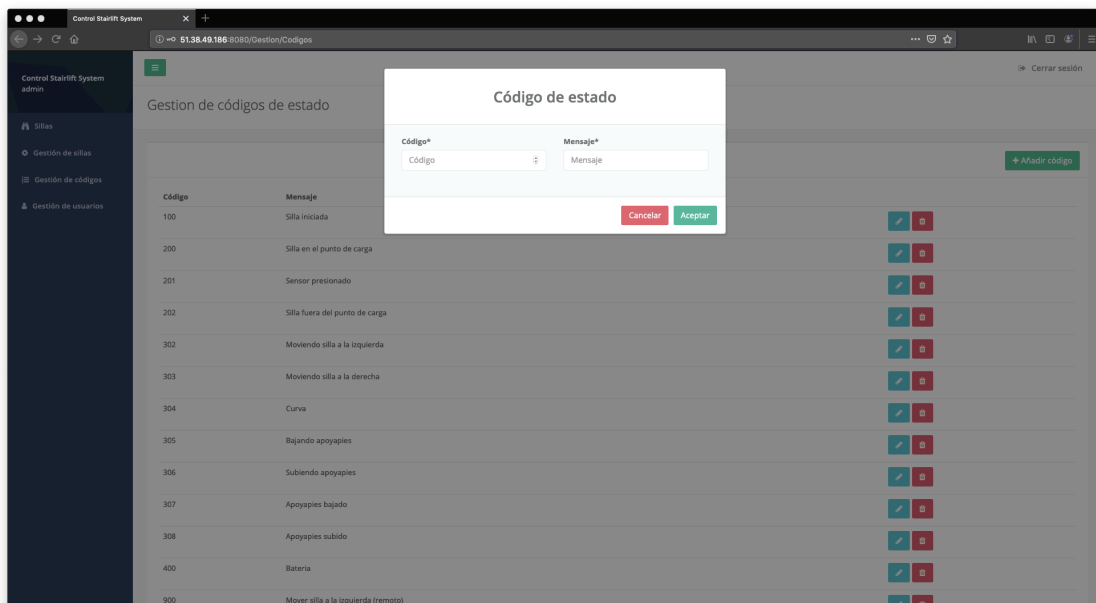 Control Stairlift System
51.38.49.186:8080/Gestion/Codigos
Control Stairlift System
admin
Cerrar sesión
Gestion de códigos de estado
Sillas
Gestión de sillas
Gestión de códigos
Gestión de usuarios
Código de estado
Código*
Mensaje*
Código
Mensaje
Cancelar
Aceptar
+ Añadir código
Código Mensaje
100 Silla iniciada
200 Silla en el punto de carga
201 Sensor presionado
202 Silla fuera del punto de carga
302 Moviendo silla a la izquierda
303 Moviendo silla a la derecha
304 Curva
305 Bajando apoyapies
306 Subiendo apoyapies
307 Apoyapies bajado
308 Apoyapies subido
400 Bateria
900 Mover silla a la izquierda (remoto)